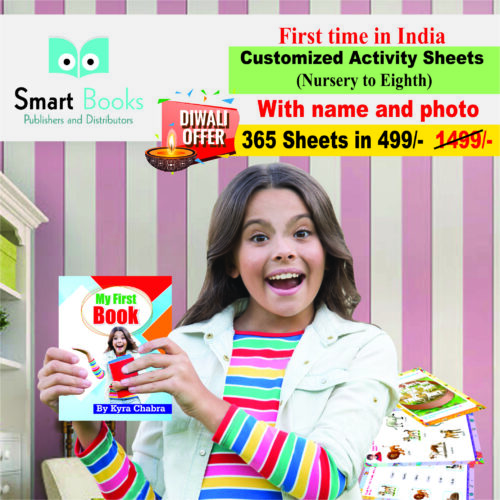 First time in India
Customized Activity Sheets
(Nursery to Eighth)
With name and photo
365 Sheets in 499/- 1499/-
Smart Books
Publishers and Distributors
DIWALI
OFFER
My First
Book
By Kyra Chabra